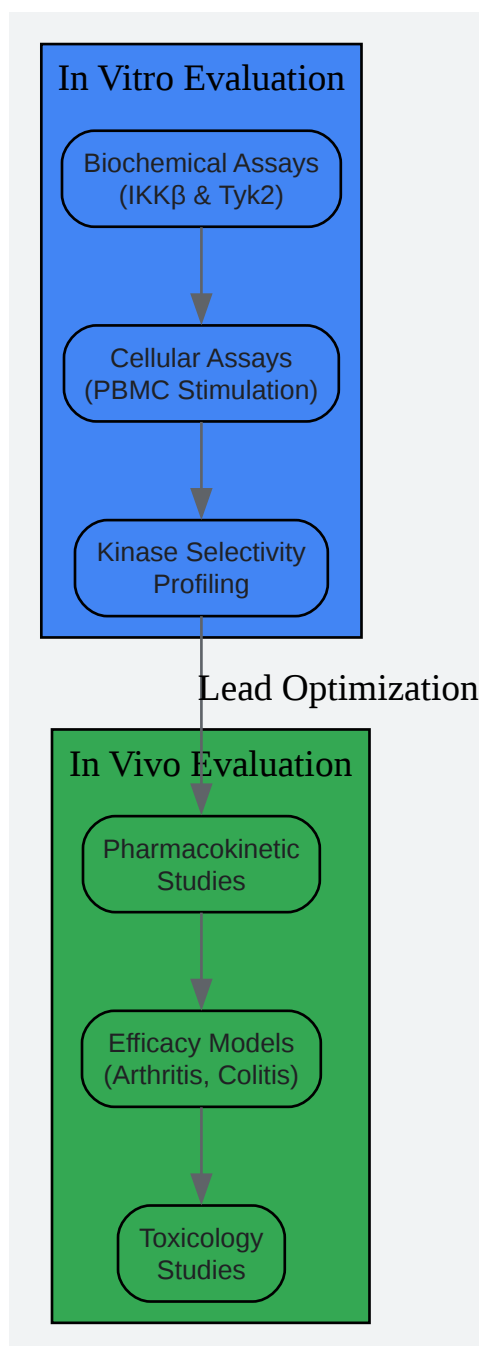 In Vitro Evaluation
Biochemical Assays
(IKKβ & Tyk2)
Cellular Assays
(PBMC Stimulation)
Kinase Selectivity
Profiling
Lead Optimization
In Vivo Evaluation
Pharmacokinetic
Studies
Efficacy Models
(Arthritis, Colitis)
Toxicology
Studies